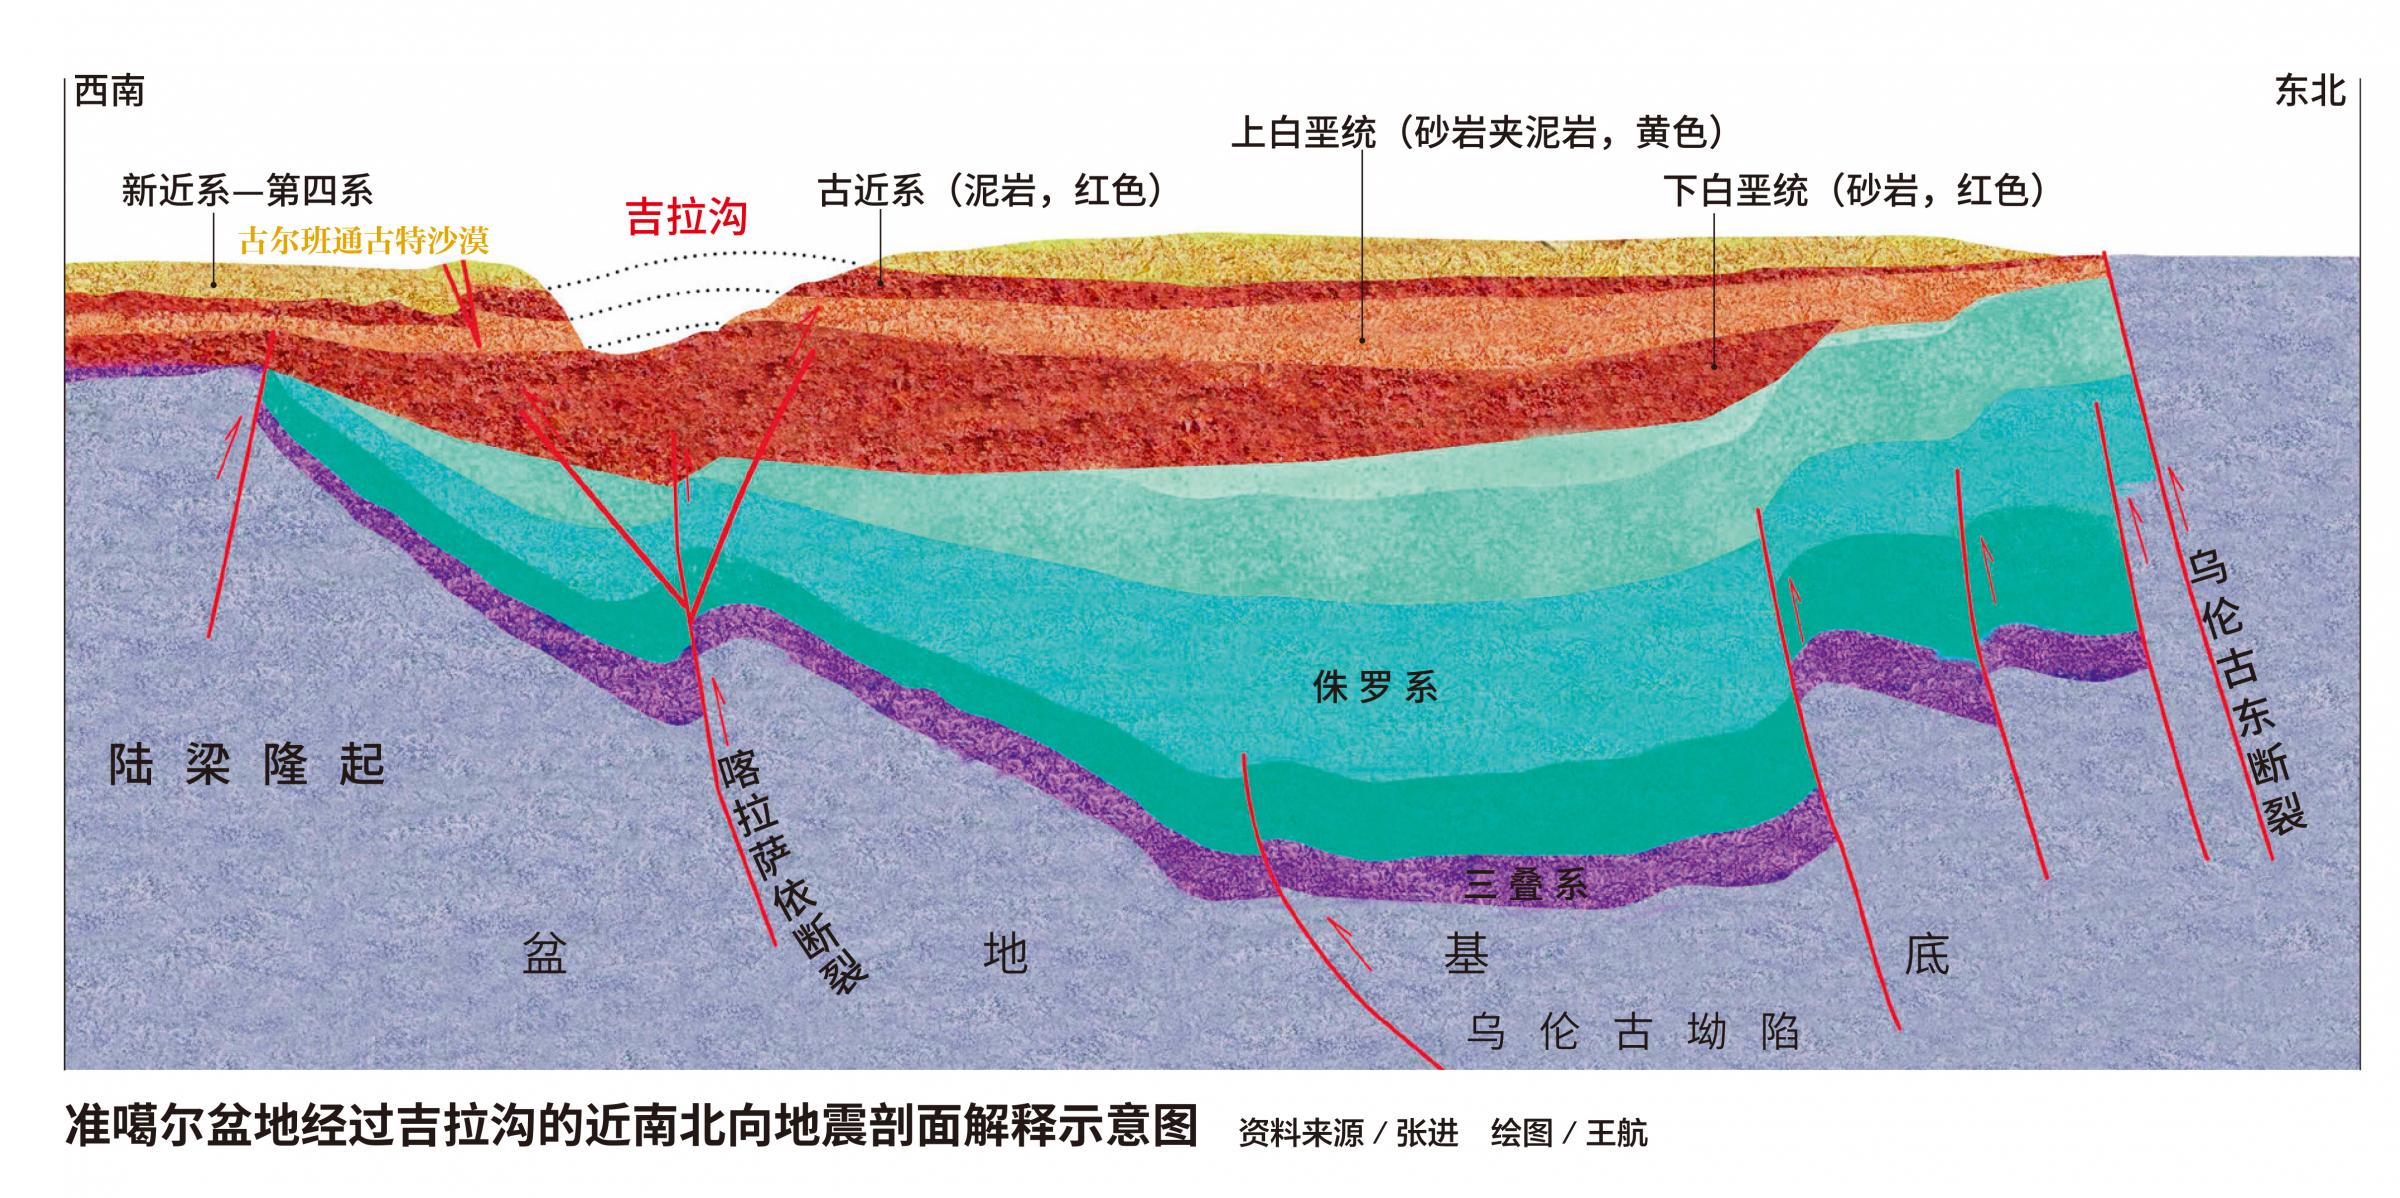 西南
东北
上白垩统（砂岩夹泥岩，黄色）
新近系—第四系
古近系（泥岩，红色）
下白垩统（砂岩，红色）
吉拉沟
古尔班通古特沙漠
乌伦古东断裂
侏罗系
陆梁隆起
喀拉萨依断裂
三叠系
盆地基底
乌伦古坳陷
准噶尔盆地经过吉拉沟的近南北向地震剖面解释示意图
资料来源/张进 绘图/王航